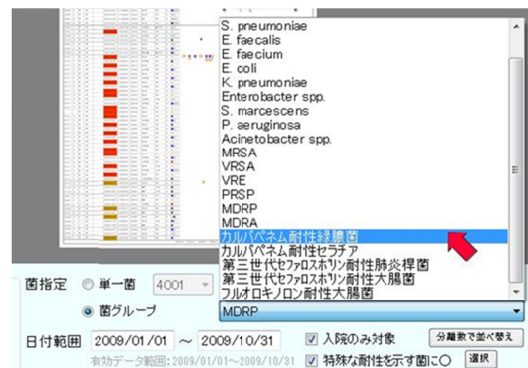 S. pneumoniae
E. faecalis
E. faecium
E. coli
K. pneumoniae
Enterobacter spp.
S. marcescens
P. aeruginosa
Acinetobacter spp.
MRSA
VRSA
VRE
PRSP
MDRP
MDRA
カルバペネム耐性緑膿菌
カルバペネム耐性セラチア
第三世代セファロスポリン耐性肺炎桿菌
第三世代セファロスポリン耐性大腸菌
フルオロキノロン耐性大腸菌
菌指定 単一菌 4001
菌グループ MDRP
日付範囲 2009/01/01 ~ 2009/10/31 入院のみ対象 分離数で並べ替え
有効データ範囲:2009/01/01~2009/10/31 特殊な耐性を示す菌に○ 選択